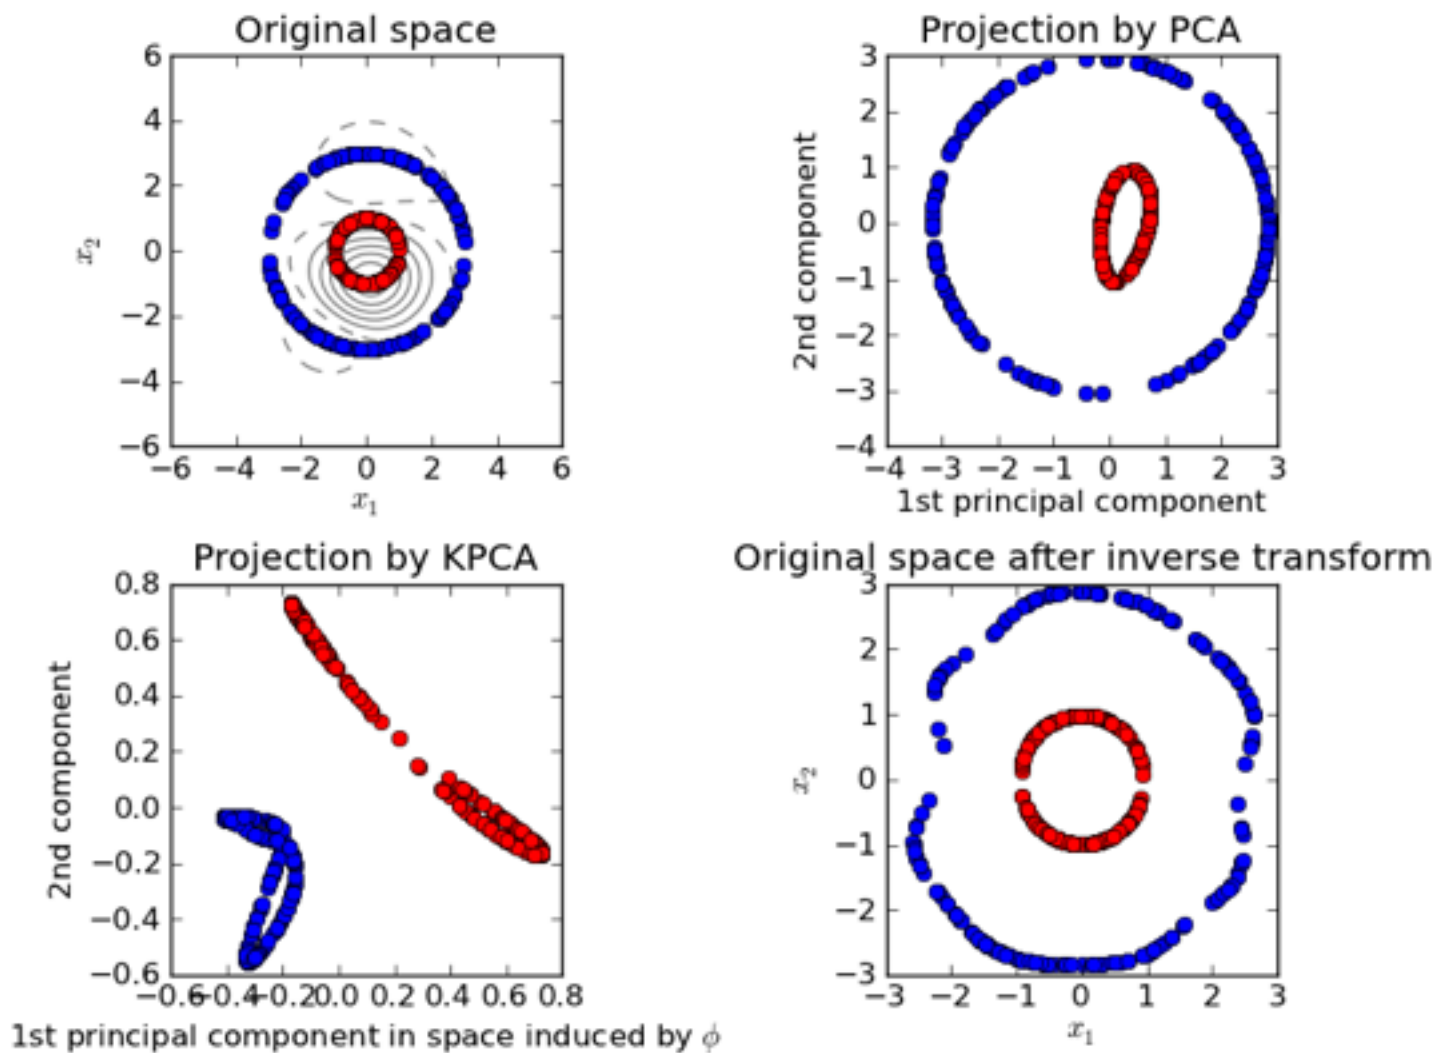 Original space
6
4
2
0
−2
−4
−6
−6 −4 −2 0 2 4 6
x₂
x₁
Projection by PCA
3
2
1
0
−1
−2
−3
−4
−4 −3 −2 −1 0 1 2 3
2nd component
1st principal component
Projection by KPCA
0.8
0.6
0.4
0.2
0.0
−0.2
−0.4
−0.6
−0.6−0.4−0.20.0 0.2 0.4 0.6 0.8
2nd component
1st principal component in space induced by ϕ
Original space after inverse transform
3
2
1
0
−1
−2
−3
−3 −2 −1 0 1 2 3
x₂
x₁